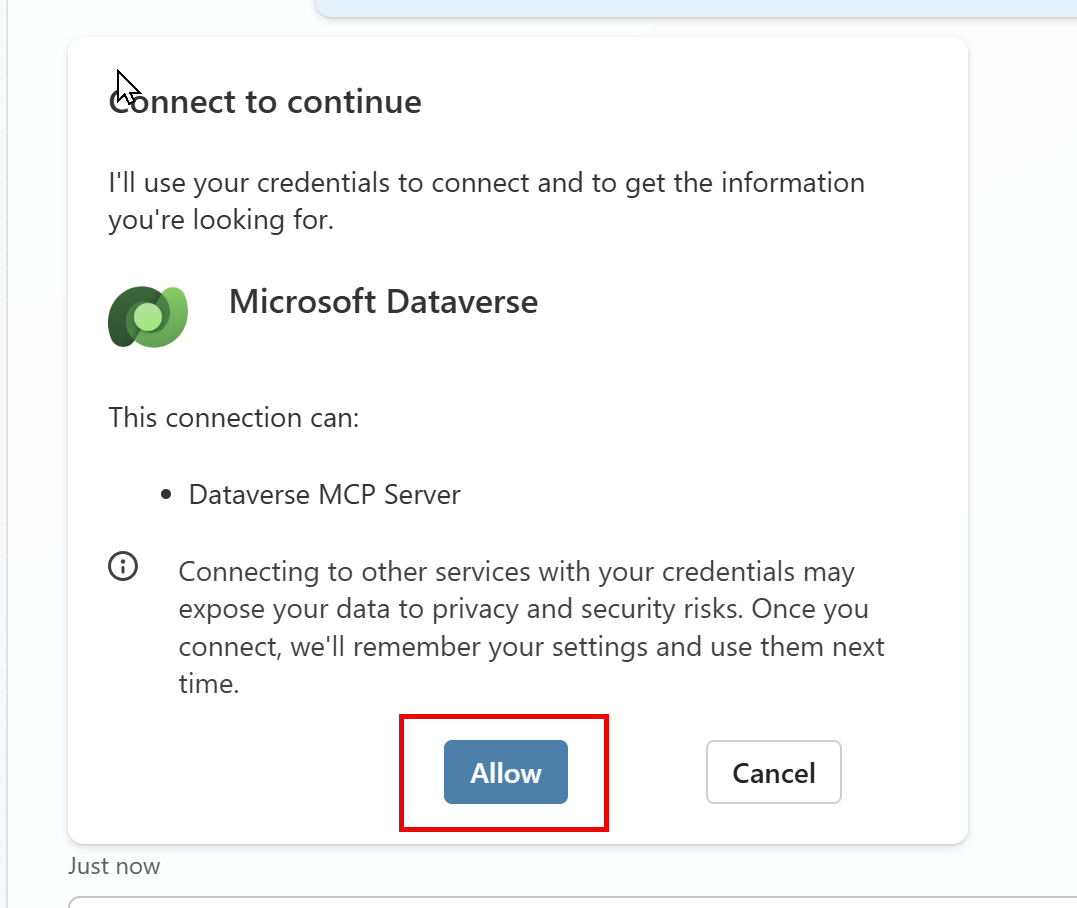 Connect to continue
I'll use your credentials to connect and to get the information
you're looking for.
Microsoft Dataverse
This connection can:
• Dataverse MCP Server
Connecting to other services with your credentials may
expose your data to privacy and security risks. Once you
connect, we'll remember your settings and use them next
time.
Allow
Cancel
Just now